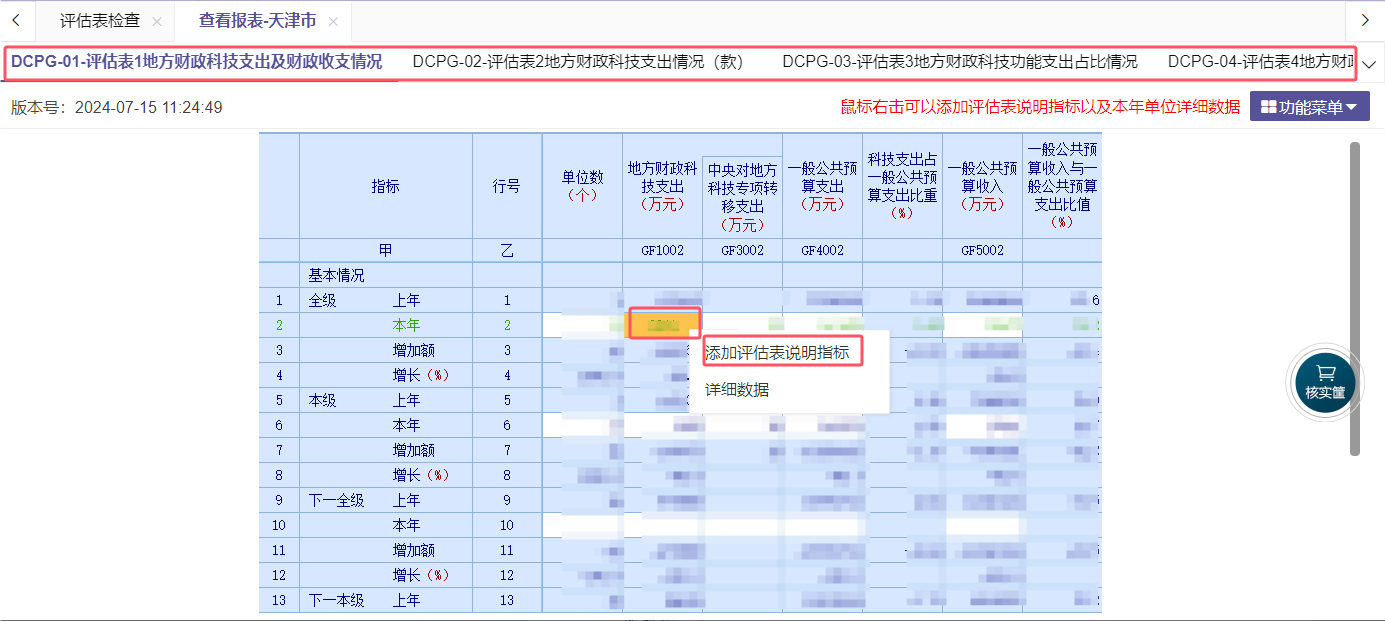 评估表检查 ×
查看报表-天津市 ×
DCPG-01-评估表1地方财政科技支出及财政收支情况
DCPG-02-评估表2地方财政科技支出情况（款）
DCPG-03-评估表3地方财政科技功能支出占比情况
DCPG-04-评估表4地方财政
版本号：2024-07-15 11:24:49
鼠标右击可以添加评估表说明指标以及本年单位详细数据
功能菜单
指标
行号
单位数
（个）
地方财政科
技支出
（万元）
中央对地方
科技专项转
移支出
（万元）
一般公共预
算支出
（万元）
科技支出占
一般公共预
算支出比重
（%）
一般公共预
算收入
（万元）
一般公共预
算收入与一
般公共预算
支出比值
（%）
甲 乙 GF1002 GF3002 GF4002 GF5002
基本情况
1 全级 上年 1 6
2 本年 2
3 增加额 3
4 增长（%） 4
5 本级 上年 5
6 本年 6
7 增加额 7
8 增长（%） 8
9 下一全级 上年 9
10 本年 10
11 增加额 11
12 增长（%） 12
13 下一本级 上年 13
添加评估表说明指标
详细数据
核实筐